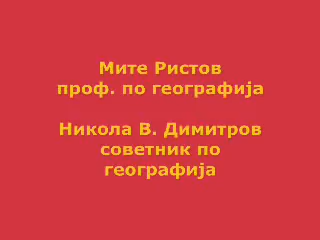 Мите Ристов
проф. по географија
Никола В. Димитров
советник по
географија